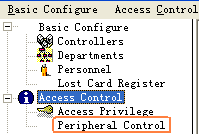 Basic Configure Access Control
Basic Configure
Controllers
Departments
Personnel
Lost Card Register
Access Control
Access Privilege
Peripheral Control